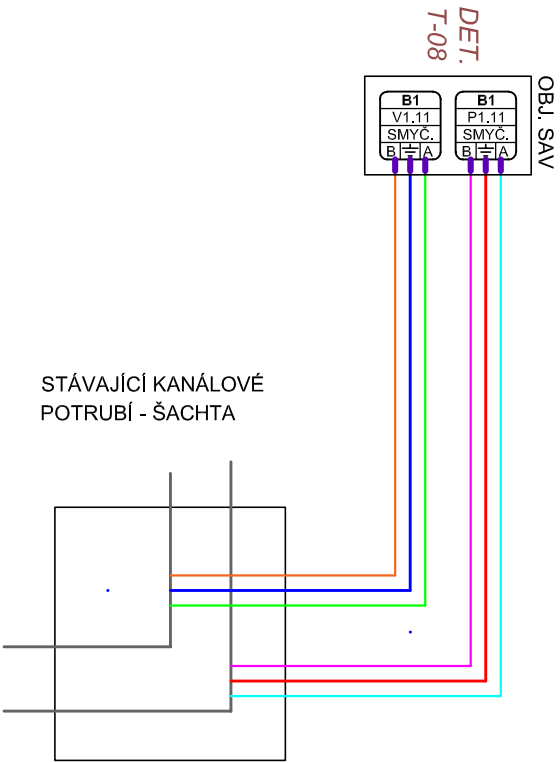 DET.
T-08
OBJ. SAV
B1
V1.11
SMYČ.
B A
B1
P1.11
SMYČ.
B A
STÁVAJÍCÍ KANÁLOVÉ
POTRUBÍ - ŠACHTA